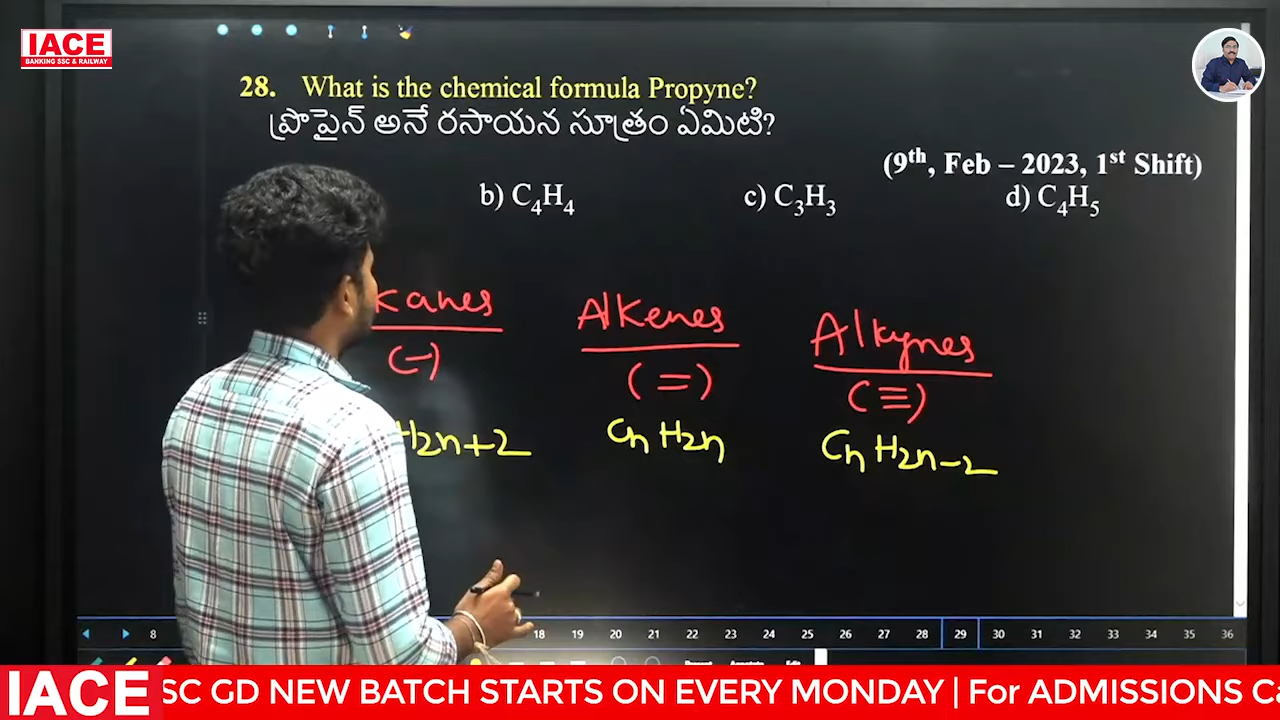 IACE
BANKING SSC & RAILWAY
28. What is the chemical formula Propyne?
ప్రొపైన్ అనే రసాయన సూత్రం ఏమిటి?
(9th, Feb – 2023, 1st Shift)
b) C4H4 c) C3H3 d) C4H5
kanes Alkenes Alkynes
(-) (=) (≡)
H2n+2 CnH2n CnH2n-2
8 18 19 20 21 22 23 24 25 26 27 28 29 30 31 32 33 34 35 36
IACE SC GD NEW BATCH STARTS ON EVERY MONDAY | For ADMISSIONS Ca